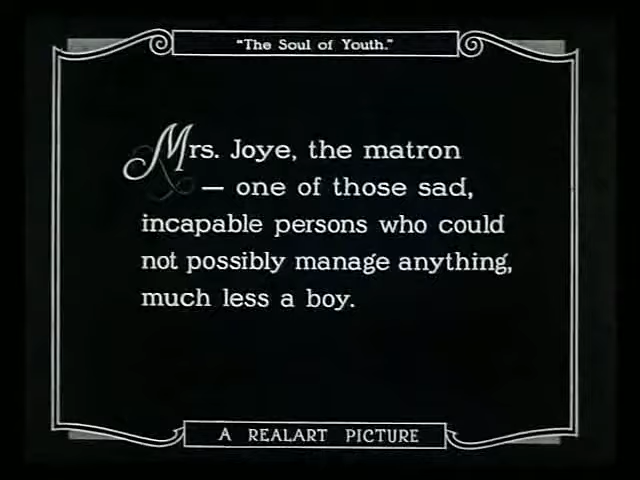 "The Soul of Youth."
Mrs. Joye, the matron
— one of those sad,
incapable persons who could
not possibly manage anything,
much less a boy.
A REALART PICTURE